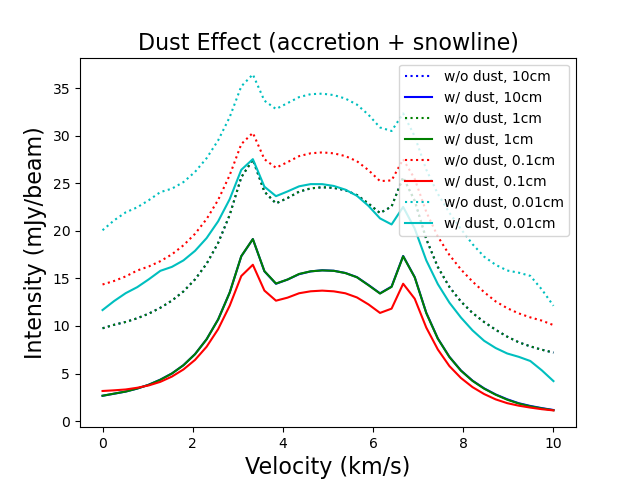 Dust Effect (accretion + snowline)
Intensity (mJy/beam)
35
30
25
20
15
10
5
0
w/o dust, 10cm
w/ dust, 10cm
w/o dust, 1cm
w/ dust, 1cm
w/o dust, 0.1cm
w/ dust, 0.1cm
w/o dust, 0.01cm
w/ dust, 0.01cm
0 2 4 6 8 10
Velocity (km/s)